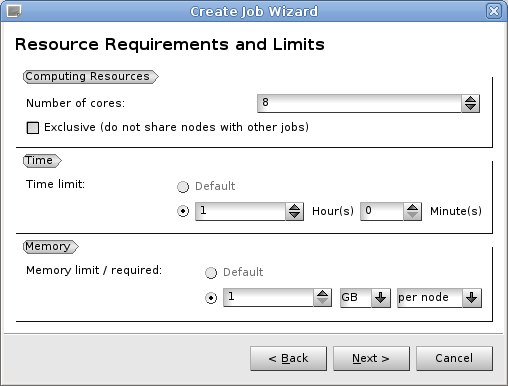 Create Job Wizard
Resource Requirements and Limits
Computing Resources
Number of cores: 8
Exclusive (do not share nodes with other jobs)
Time
Time limit: Default
1 Hour(s) 0 Minute(s)
Memory
Memory limit / required: Default
1 GB per node
< Back Next > Cancel